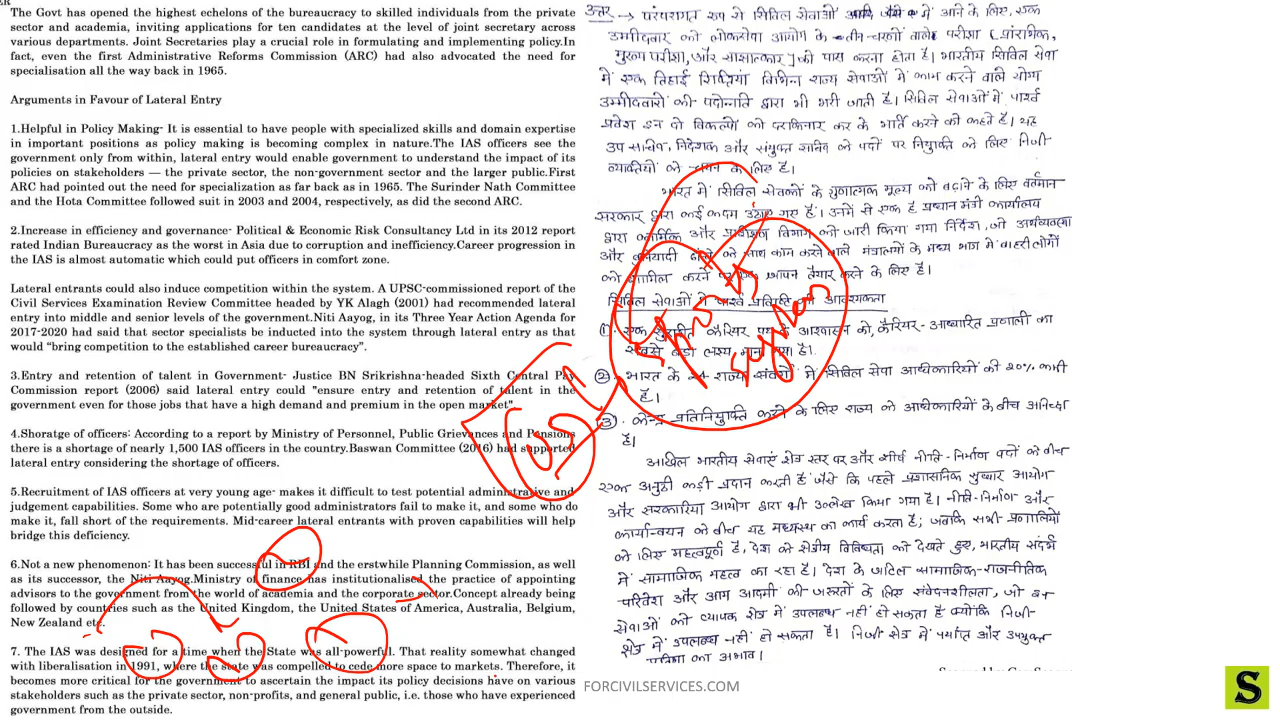 The Govt has opened the highest echelons of the bureaucracy to skilled individuals from the private
sector and academia, inviting applications for ten candidates at the level of joint secretary across
various departments. Joint Secretaries play a crucial role in formulating and implementing policy.In
fact, even the first Administrative Reforms Commission (ARC) had also advocated the need for
specialisation all the way back in 1965.
Arguments in Favour of Lateral Entry
1.Helpful in Policy Making- It is essential to have people with specialized skills and domain expertise
in important positions as policy making is becoming complex in nature.The IAS officers see the
government only from within, lateral entry would enable government to understand the impact of its
policies on stakeholders — the private sector, the non-government sector and the larger public.First
ARC had pointed out the need for specialization as far back as in 1965. The Surinder Nath Committee
and the Hota Committee followed suit in 2003 and 2004, respectively, as did the second ARC.
2.Increase in efficiency and governance- Political & Economic Risk Consultancy Ltd in its 2012 report
rated Indian Bureaucracy as the worst in Asia due to corruption and inefficiency.Career progression in
the IAS is almost automatic which could put officers in comfort zone.
Lateral entrants could also induce competition within the system. A UPSC-commissioned report of the
Civil Services Examination Review Committee headed by YK Alagh (2001) had recommended lateral
entry into middle and senior levels of the government.Niti Aayog, in its Three Year Action Agenda for
2017-2020 had said that sector specialists be inducted into the system through lateral entry as that
would “bring competition to the established career bureaucracy”.
3.Entry and retention of talent in Government- Justice BN Srikrishna-headed Sixth Central Pay
Commission report (2006) said lateral entry could "ensure entry and retention of talent in the
government even for those jobs that have a high demand and premium in the open market".
4.Shoratge of officers: According to a report by Ministry of Personnel, Public Grievances and Pensions
there is a shortage of nearly 1,500 IAS officers in the country.Baswan Committee (2016) had supported
lateral entry considering the shortage of officers.
5.Recruitment of IAS officers at very young age- makes it difficult to test potential administrative and
judgement capabilities. Some who are potentially good administrators fail to make it, and some who do
make it, fall short of the requirements. Mid-career lateral entrants with proven capabilities will help
bridge this deficiency.
6.Not a new phenomenon: It has been successful in RBI and the erstwhile Planning Commission, as well
as its successor, the Niti Aayog.Ministry of finance has institutionalised the practice of appointing
advisors to the government from the world of academia and the corporate sector.Concept already being
followed by countries such as the United Kingdom, the United States of America, Australia, Belgium,
New Zealand etc.
7. The IAS was designed for a time when the State was all-powerful. That reality somewhat changed
with liberalisation in 1991, where the state was compelled to cede more space to markets. Therefore, it
becomes more critical for the government to ascertain the impact its policy decisions have on various
stakeholders such as the private sector, non-profits, and general public, i.e. those who have experienced
government from the outside.
उत्तर → परंपरागत रूप से सिविल सेवाओं में आने के लिए, एक
उम्मीदवार को लोकसेवा आयोग के तीन-चरणों वाले परीक्षा (प्रारंभिक,
मुख्य परीक्षा, और साक्षात्कार) को पास करना होता है। भारतीय सिविल सेवा
में एक तिहाई रिक्तियां विभिन्न राज्य सेवाओं में काम करने वाले योग्य
उम्मीदवारों की पदोन्नति द्वारा भी भरी जाती है। सिविल सेवाओं में पार्श्व
प्रवेश इन दो विकल्पों को दरकिनार कर के भर्ती करने को कहते है। यह
उप सचिव, निदेशक और संयुक्त सचिव के पदों पर नियुक्ति के लिए निजी
व्यक्तियों के चयन के लिए है।
भारत में सिविल सेवकों के गुणात्मक मूल्य को बढ़ाने के लिए वर्तमान
सरकार द्वारा कई कदम उठाए गए हैं। उनमें से एक है प्रधान मंत्री कार्यालय
द्वारा कार्मिक और प्रशिक्षण विभाग को जारी किया गया निर्देश, जो अर्थव्यवस्था
और बुनियादी ढाँचे के साथ काम करने वाले मंत्रालयों के मध्य भाग में बाहरी लोगों
को शामिल करने तैयार करने के लिए है।
सिविल सेवाओं में पार्श्व आवश्यकता
(1) एक सुरक्षित कैरियर पथ के आश्वासन को, कैरियर-आधारित प्रणाली का
सबसे बड़ा माना गया है।
(2) भारत के 24 राज्य संवर्गों में सिविल सेवा अधिकारियों की 20% कमी
है।
(3) केन्द्र प्रतिनियुक्ति करने के लिए राज्य के अधिकारियों के बीच अनिच्छा
है।
अखिल भारतीय सेवाएं क्षेत्र स्तर पर और शीर्ष नीति-निर्माण पदों के बीच
एक अनूठी कड़ी प्रदान करती हैं जैसे कि पहले प्रशासनिक सुधार आयोग
और सरकारिया आयोग द्वारा भी उल्लेख किया गया है। नीति-निर्माण और
कार्यान्वयन के बीच यह मध्यस्थ का कार्य करता है; जबकि सभी प्रणालियों
के लिए महत्वपूर्ण है, देश की क्षेत्रीय विविधता को देखते हुए, भारतीय संदर्भ
में सामाजिक महत्व का रहा है। देश के जटिल सामाजिक-राजनीतिक
परिवेश और आम आदमी की जरूरतों के लिए संवेदनशीलता, जो इन
सेवाओं को व्यापक क्षेत्र में उपलब्ध नहीं हो सकता है क्योंकि निजी-
क्षेत्र में उपलब्ध नहीं हो सकता है। निजी क्षेत्र में पर्याप्त और उपयुक्त
का अभाव।
FORCIVILSERVICES.COM
S